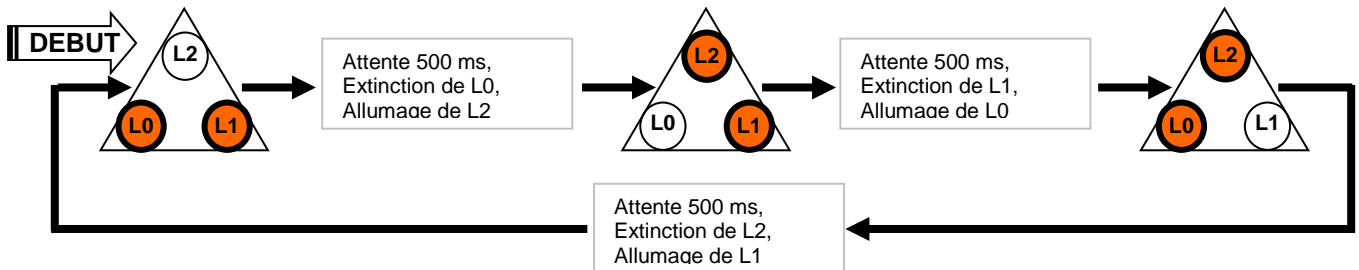 DEBUT
L2
L0 L1
Attente 500 ms,
Extinction de L0,
Allumage de L2
L2
L0 L1
Attente 500 ms,
Extinction de L1,
Allumage de L0
L2
L0 L1
Attente 500 ms,
Extinction de L2,
Allumage de L1